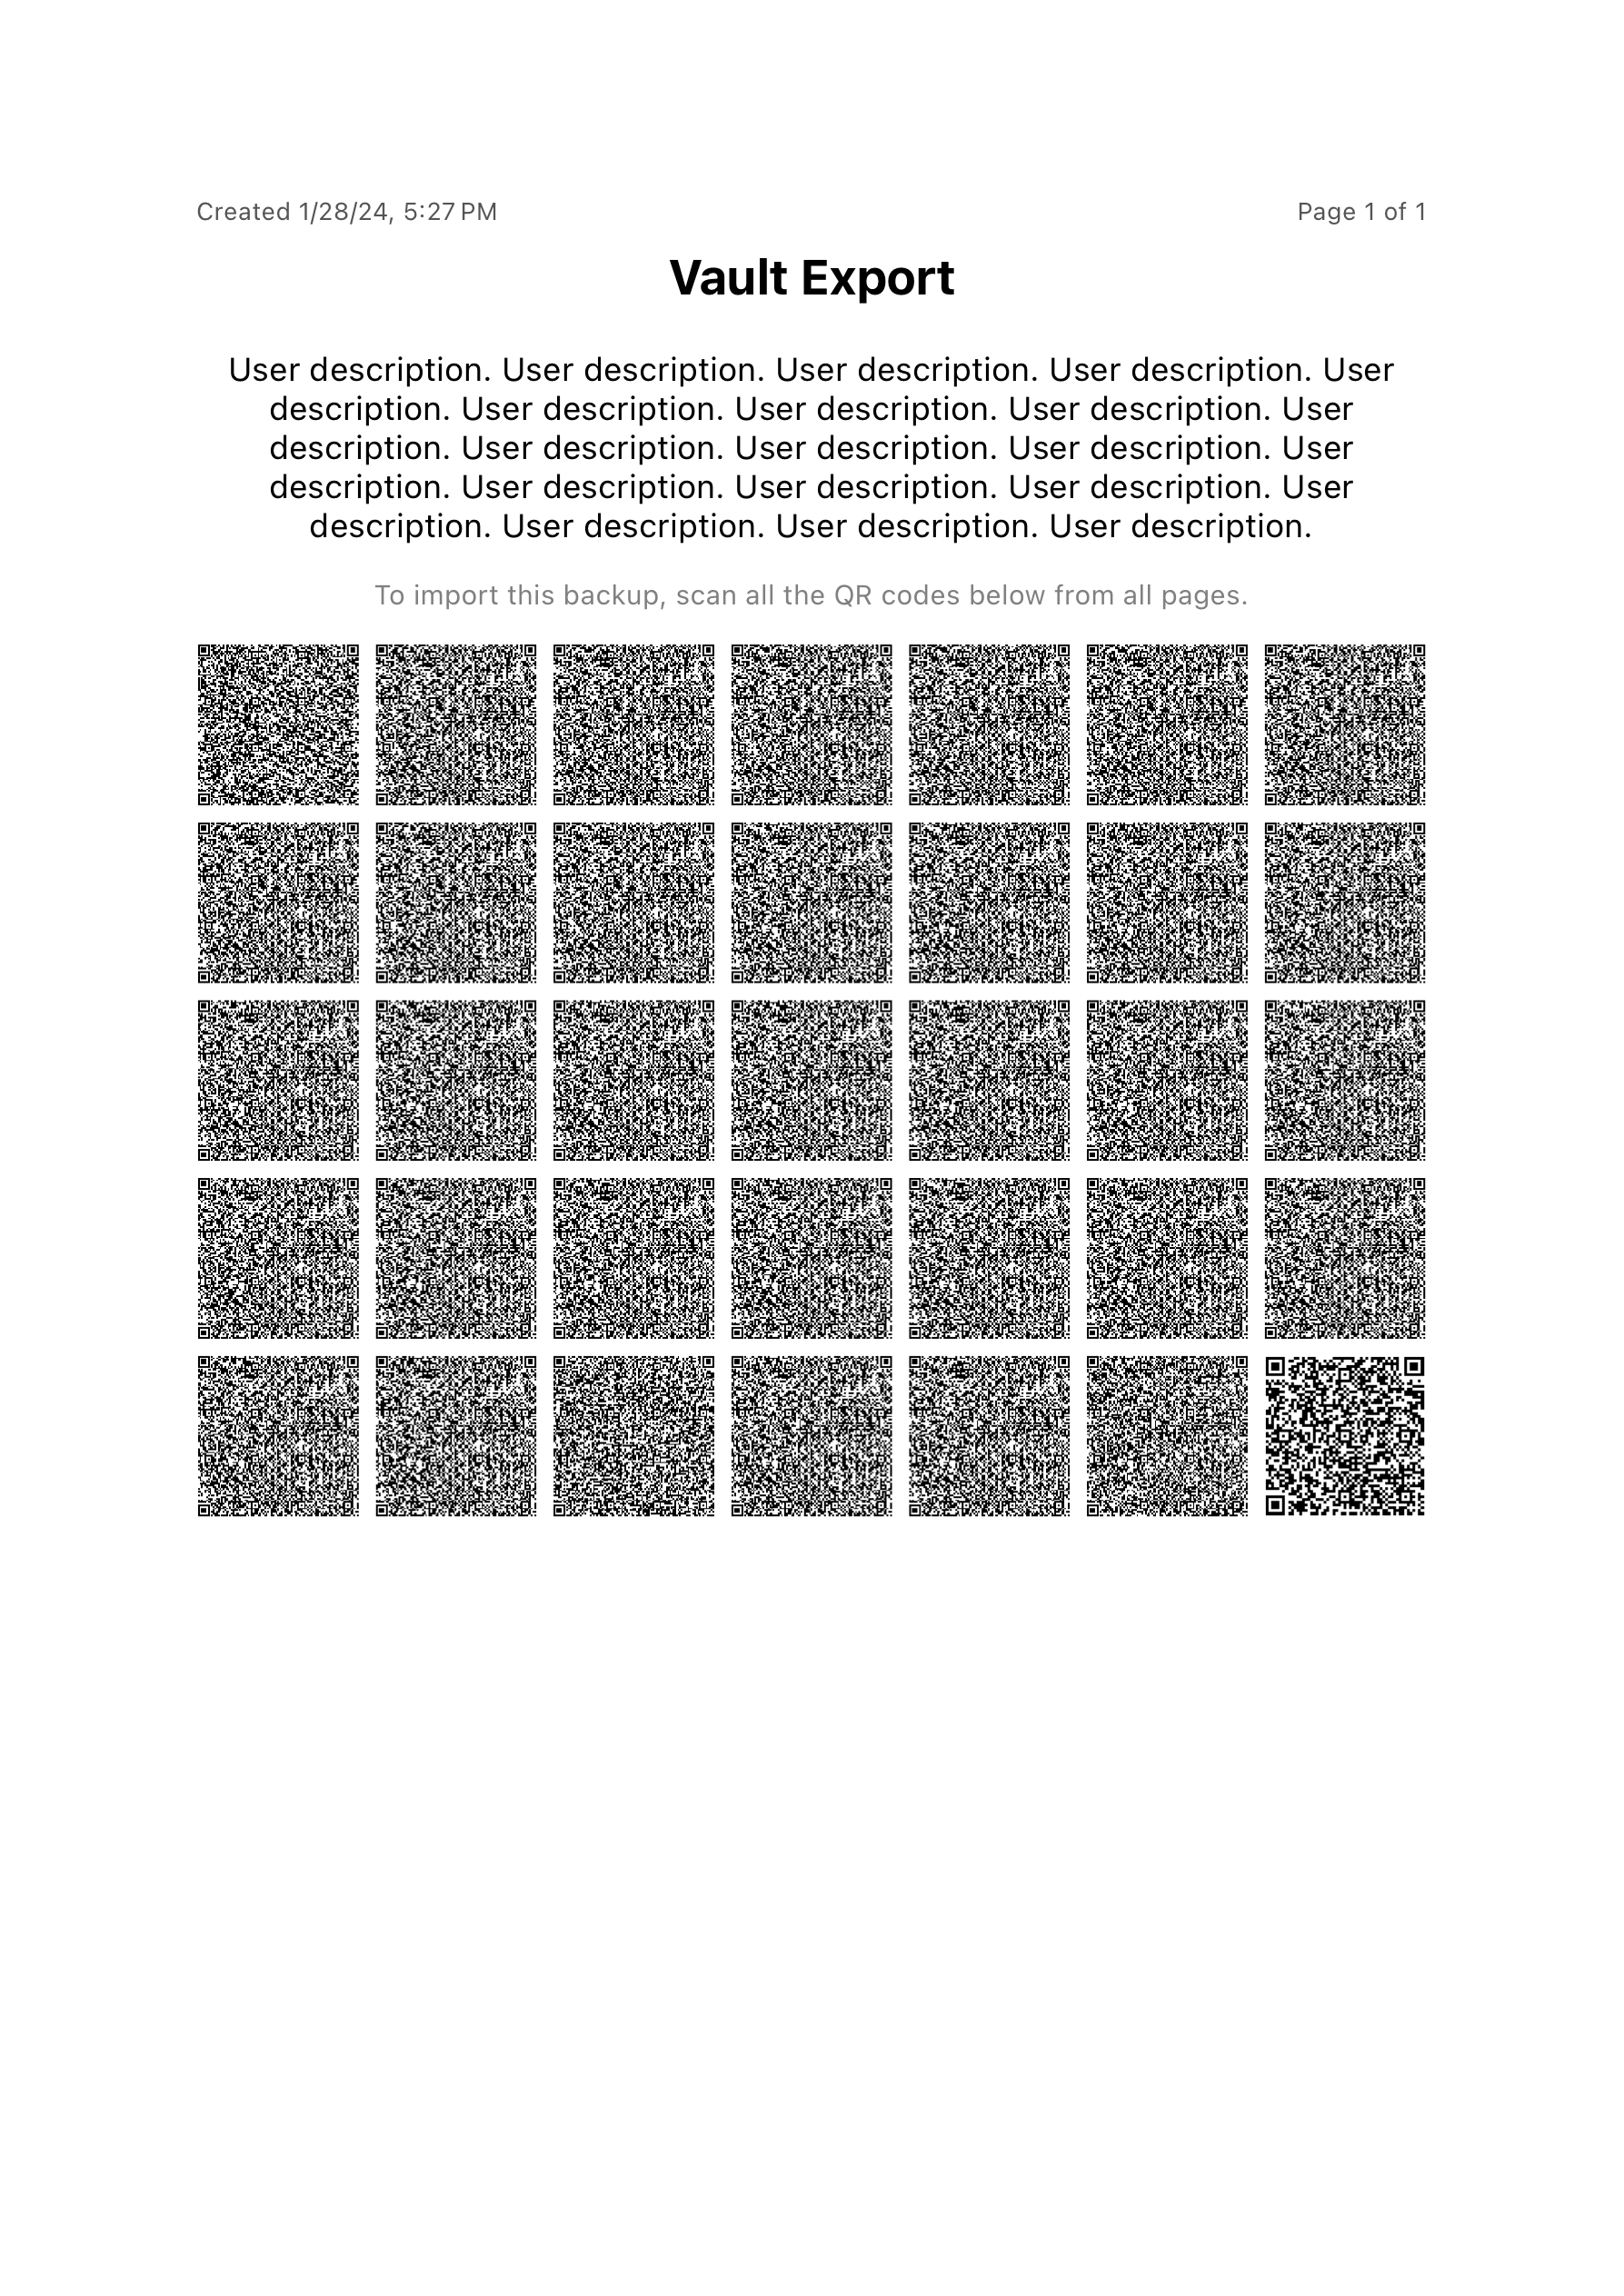 Created 1/28/24, 5:27 PM
Page 1 of 1
Vault Export
User description. User description. User description. User description. User
description. User description. User description. User description. User
description. User description. User description. User description. User
description. User description. User description. User description. User
description. User description. User description. User description.
To import this backup, scan all the QR codes below from all pages.